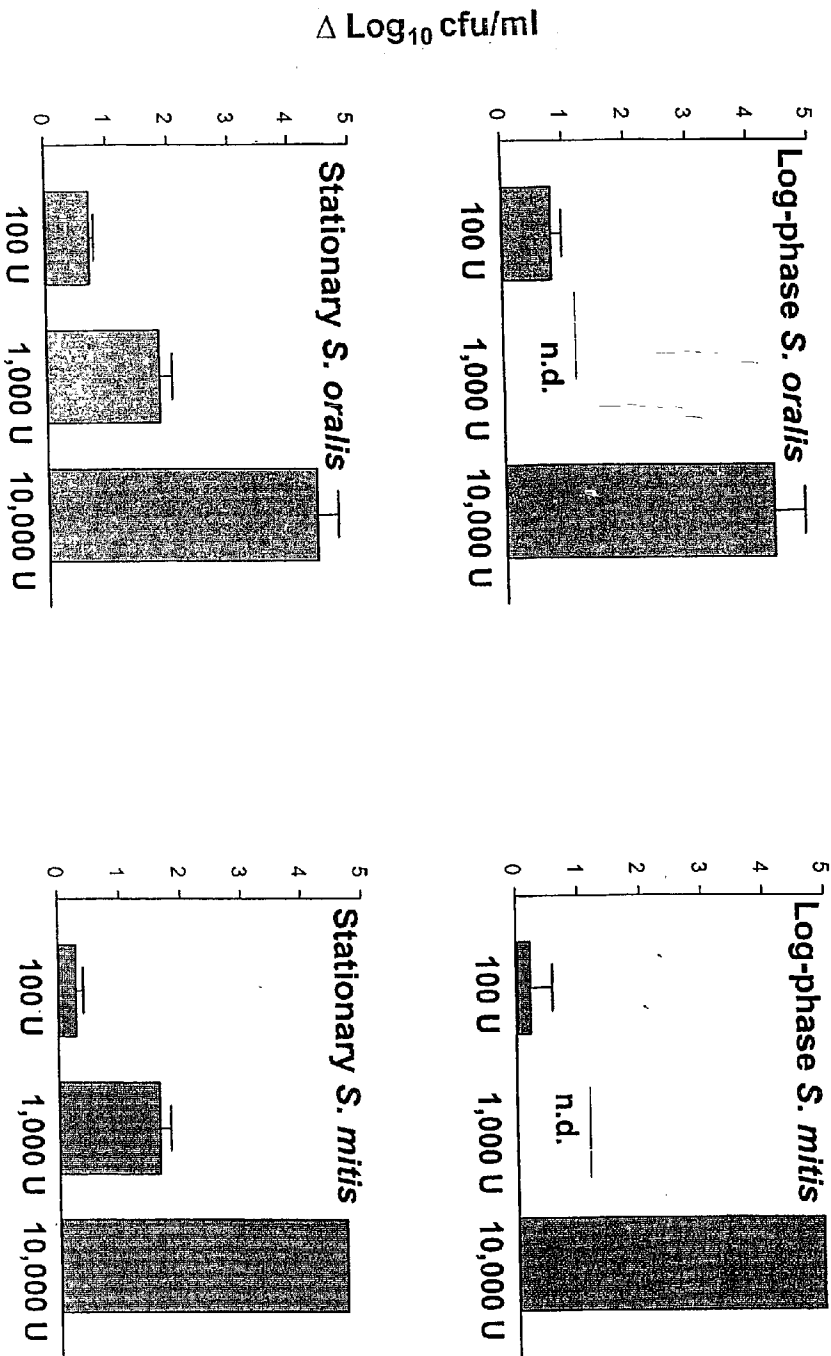 Δ Log₁₀ cfu/ml
Log-phase S. oralis
5
4
3
2
1
0
n.d.
100 U 1,000 U 10,000 U
Log-phase S. mitis
5
4
3
2
1
0
n.d.
100 U 1,000 U 10,000 U
Stationary S. oralis
5
4
3
2
1
0
100 U 1,000 U 10,000 U
Stationary S. mitis
5
4
3
2
1
0
100 U 1,000 U 10,000 U